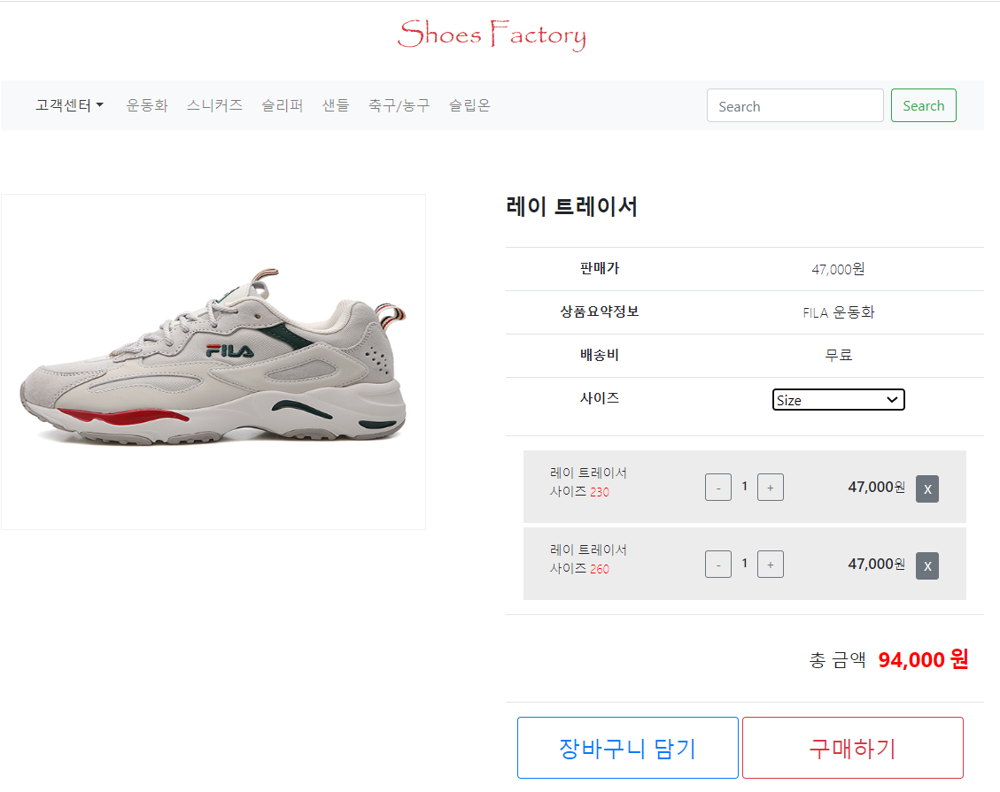 Shoes Factory
고객센터 운동화 스니커즈 슬리퍼 샌들 축구/농구 슬립온 Search Search
레이 트레이서
판매가 47,000원
상품요약정보 FILA 운동화
배송비 무료
사이즈 Size
FILA
레이 트레이서
사이즈 230 - 1 + 47,000원 X
레이 트레이서
사이즈 260 - 1 + 47,000원 X
총 금액 94,000 원
장바구니 담기 구매하기